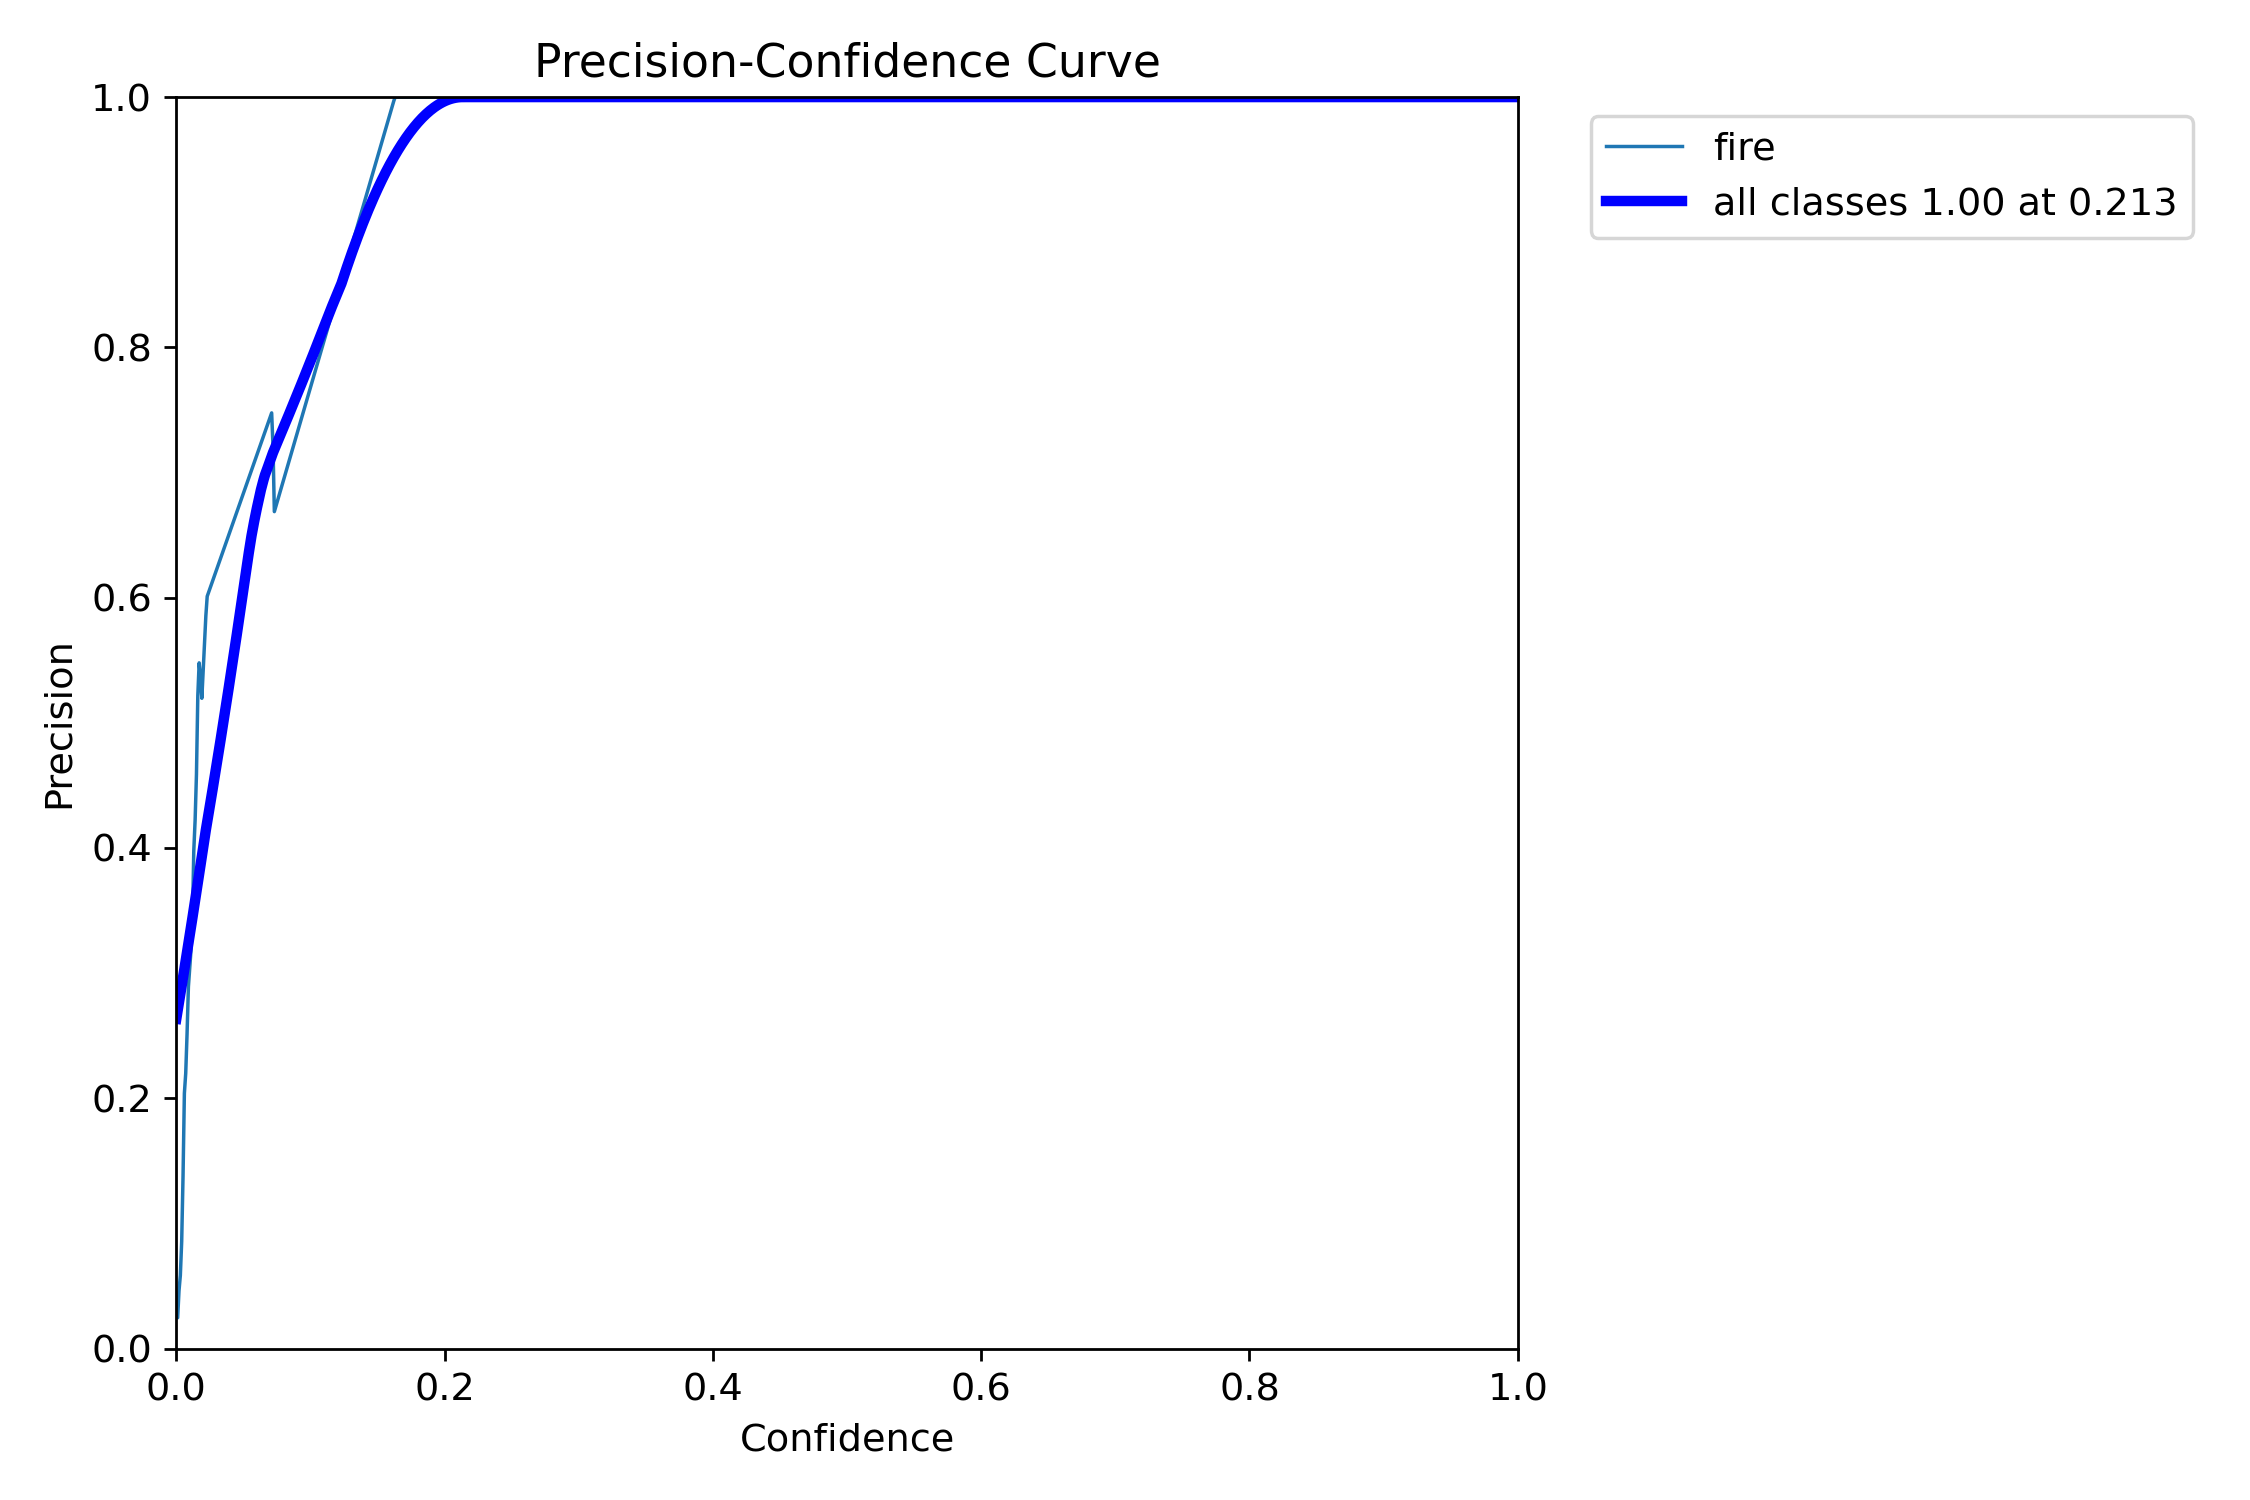 Precision-Confidence Curve
1.0
0.8
0.6
0.4
0.2
0.0
Precision
0.0 0.2 0.4 0.6 0.8 1.0
Confidence
fire
all classes 1.00 at 0.213